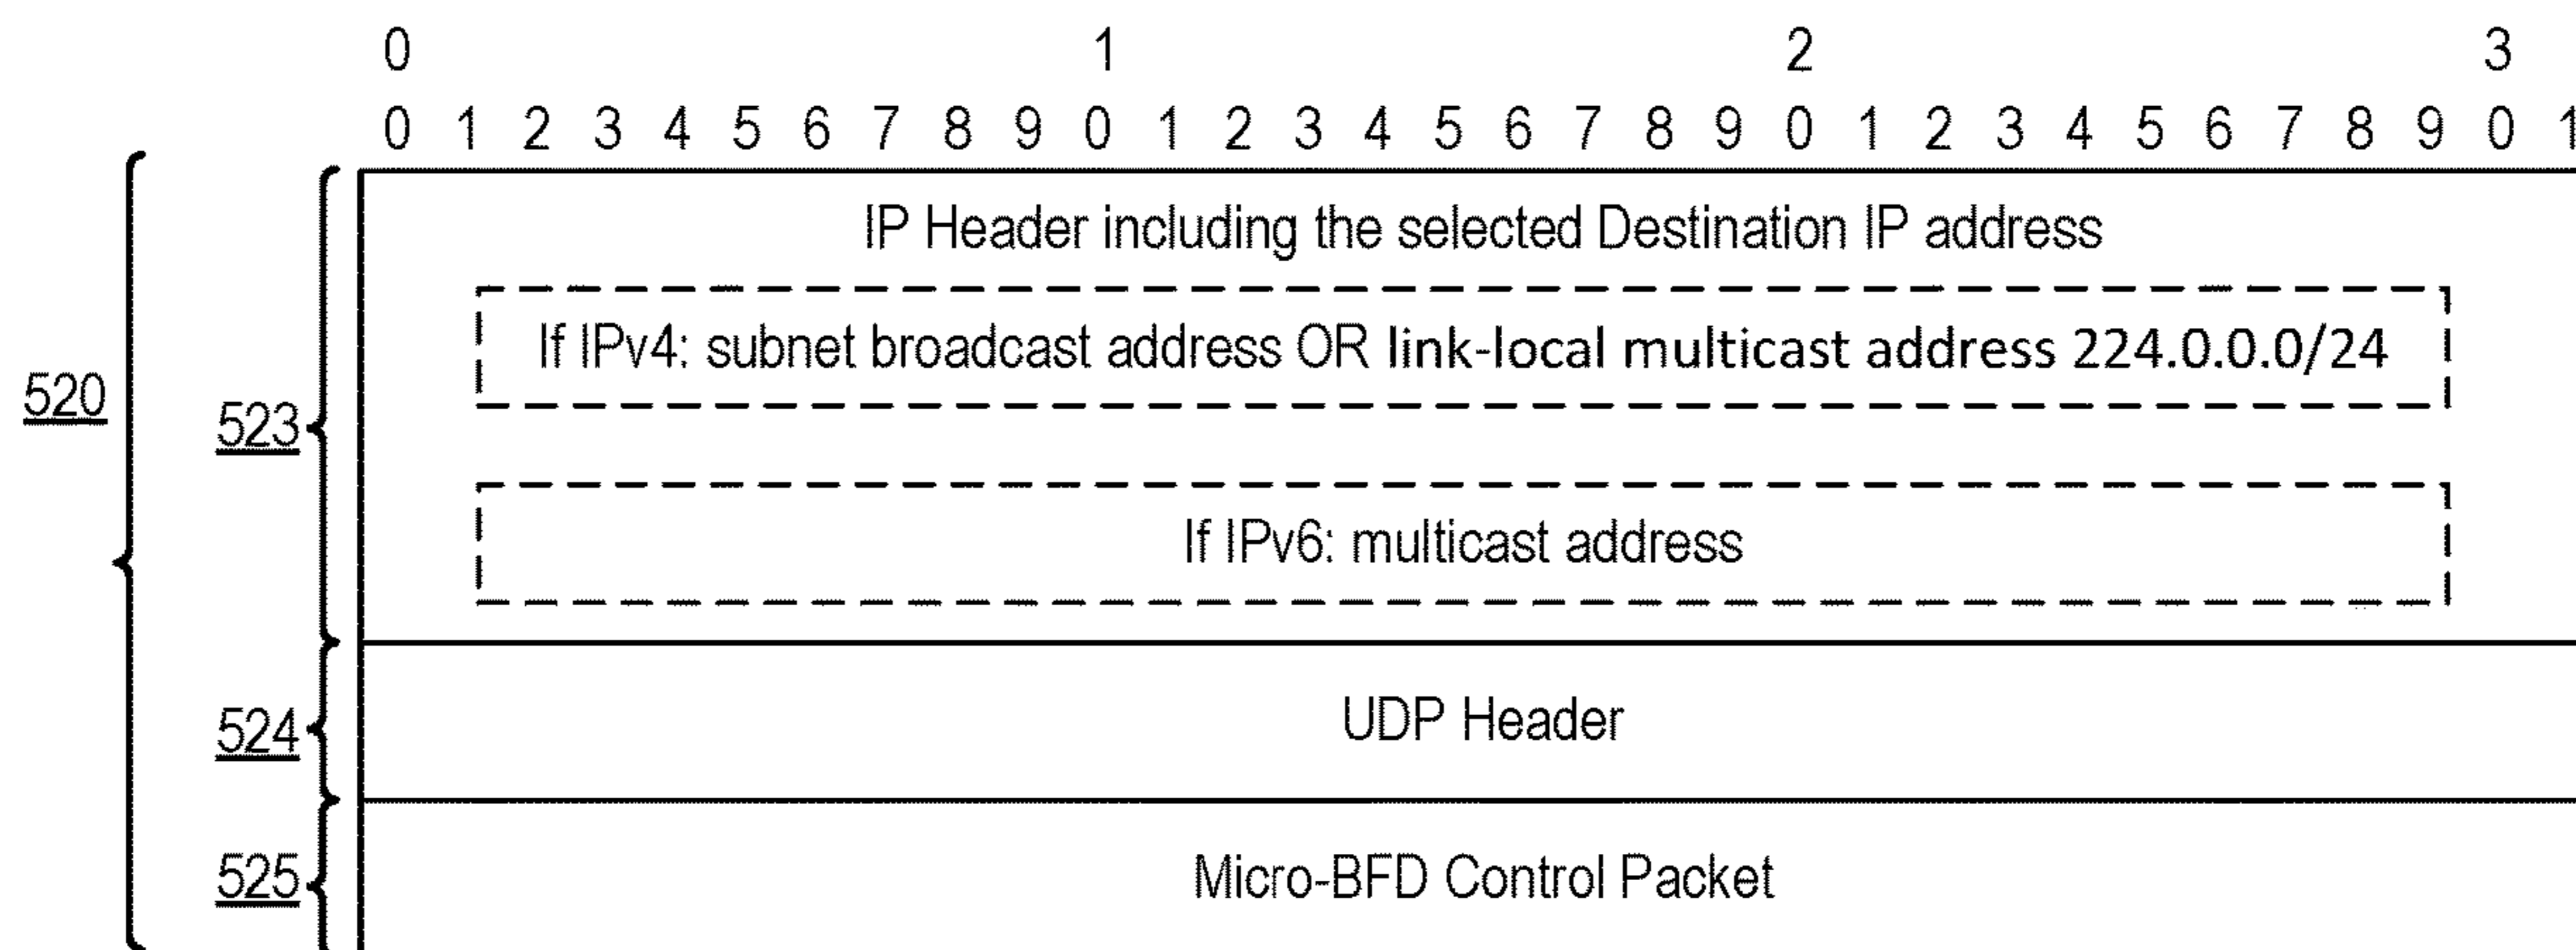 0 1 2 3
0 1 2 3 4 5 6 7 8 9 0 1 2 3 4 5 6 7 8 9 0 1 2 3 4 5 6 7 8 9 0 1
IP Header including the selected Destination IP address
If IPv4: subnet broadcast address OR link-local multicast address 224.0.0.0/24
520
523
If IPv6: multicast address
524
UDP Header
525
Micro-BFD Control Packet